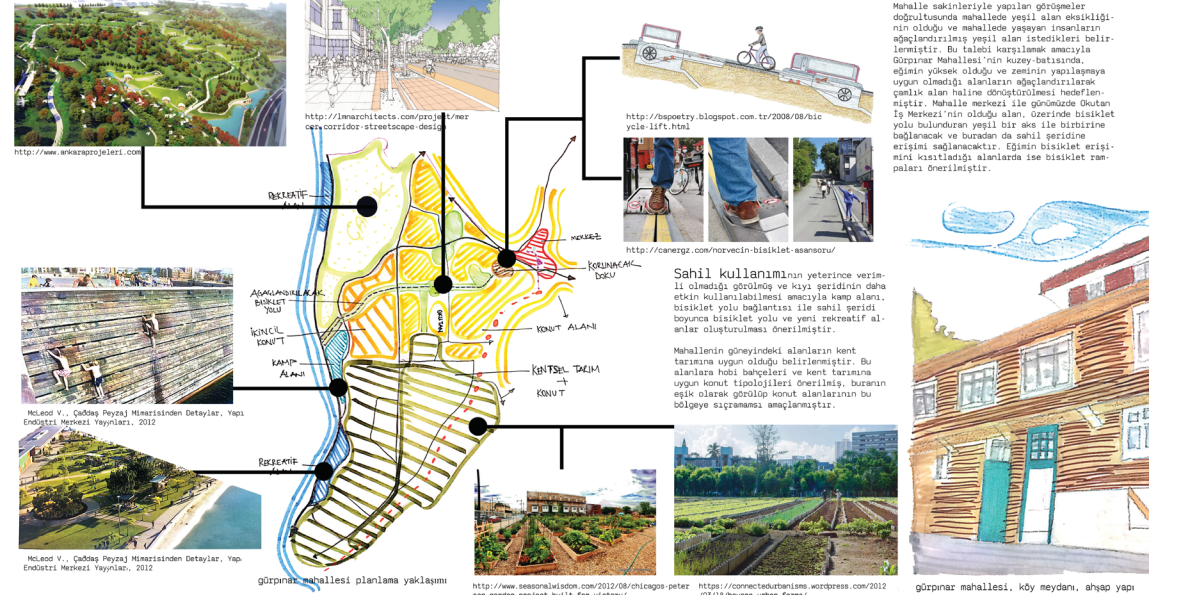 http://www.ankaraprojeleri.com
http://lmnarchitects.com/project/mer
cer-corridor-streetscape-design
http://bspoetry.blogspot.com.tr/2008/08/bic
ycle-lift.html
http://canergz.com/norvecin-bisiklet-asansoru/
Mahalle sakinleriyle yapılan görüşmeler
doğrultusunda mahallede yeşil alan eksikliği-
nin olduğu ve mahallede yaşayan insanların
ağaçlandırılmış yeşil alan istedikleri belir-
lenmiştir. Bu talebi karşılamak amacıyla
Gürpınar Mahallesi'nin kuzey-batısında,
eğimin yüksek olduğu ve zeminin yapılaşmaya
uygun olmadığı alanların ağaçlandırılarak
çamlık alan haline dönüştürülmesi hedeflen-
miştir. Mahalle merkezi ile günümüzde Okutan
İş Merkezi'nin olduğu alan, üzerinde bisiklet
yolu bulunduran yeşil bir aks ile birbirine
bağlanacak ve buradan da sahil şeridine
erişimi sağlanacaktır. Eğimin bisiklet erişi-
mini kısıtladığı alanlarda ise bisiklet ram-
paları önerilmiştir.
REKREATİF
ALAN
MERKEZ
KORUNACAK
DOKU
AĞAÇLANDIRILACAK
BİSİKLET
YOLU
İKİNCİL
KONUT
KAMP
ALANI
KONUT ALANI
KENTSEL TARIM
+
KONUT
REKREATİF
ALAN
Sahil kullanımının yeterince verim-
li olmadığı görülmüş ve kıyı şeridinin daha
etkin kullanılabilmesi amacıyla kamp alanı,
bisiklet yolu bağlantısı ile sahil şeridi
boyunca bisiklet yolu ve yeni rekreatif al-
anlar oluşturulması önerilmiştir.
Mahallenin güneyindeki alanların kent
tarımına uygun olduğu belirlenmiştir. Bu
alanlara hobi bahçeleri ve kent tarımına
uygun konut tipolojileri önerilmiş, buranın
eşik olarak görülüp konut alanlarının bu
bölgeye sıçramamsı amaçlanmıştır.
McLeod V., Çağdaş Peyzaj Mimarisinden Detaylar, Yapı
Endüstri Merkezi Yayınları, 2012
McLeod V., Çağdaş Peyzaj Mimarisinden Detaylar, Yapı
Endüstri Merkezi Yayınları, 2012
gürpınar mahallesi planlama yaklaşımı
http://www.seasonalwisdom.com/2012/08/chicagos-peter
https://connectedurbanisms.wordpress.com/2012
gürpınar mahallesi, köy meydanı, ahşap yapı